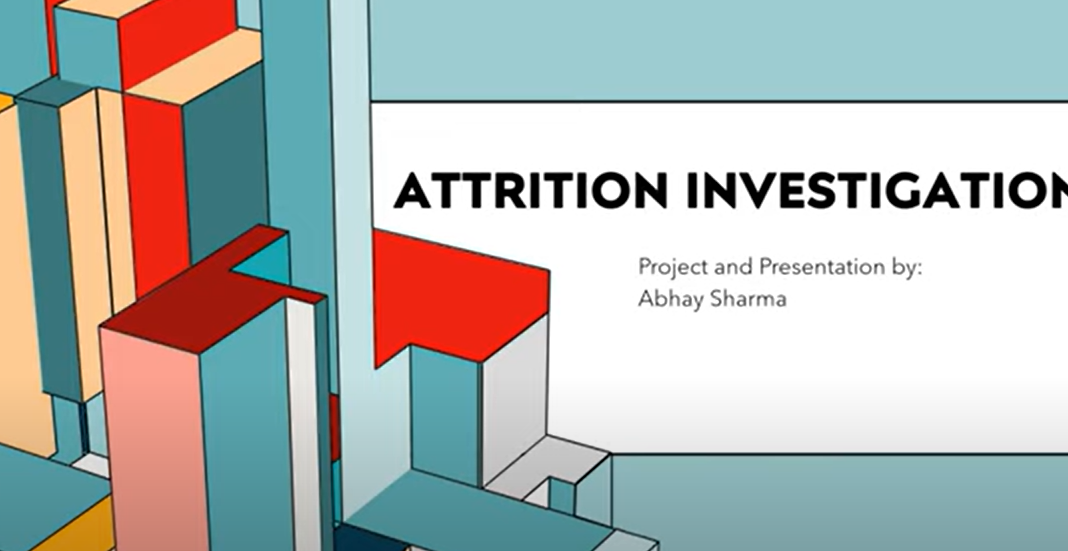 ATTRITION INVESTIGATION
Project and Presentation by:
Abhay Sharma